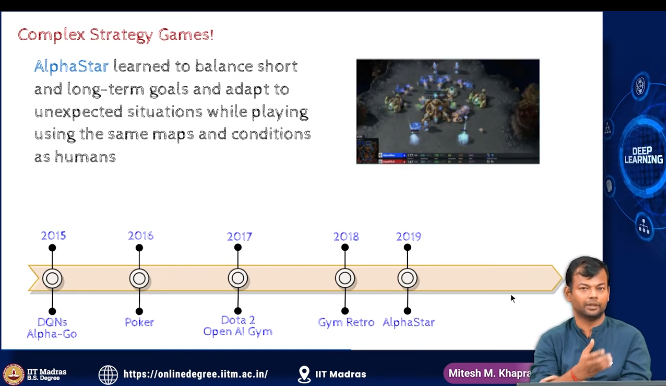 Complex Strategy Games!
AlphaStar learned to balance short
and long-term goals and adapt to
unexpected situations while playing
using the same maps and conditions
as humans
2015
2016
2017
2018
2019
DQNs
Alpha-Go
Poker
Dota 2
Open AI Gym
Gym Retro
AlphaStar
DEEP
LEARNING
IIT Madras
B.S. Degree
https://onlinedegree.iitm.ac.in/
IIT Madras
Mitesh M. Khapra